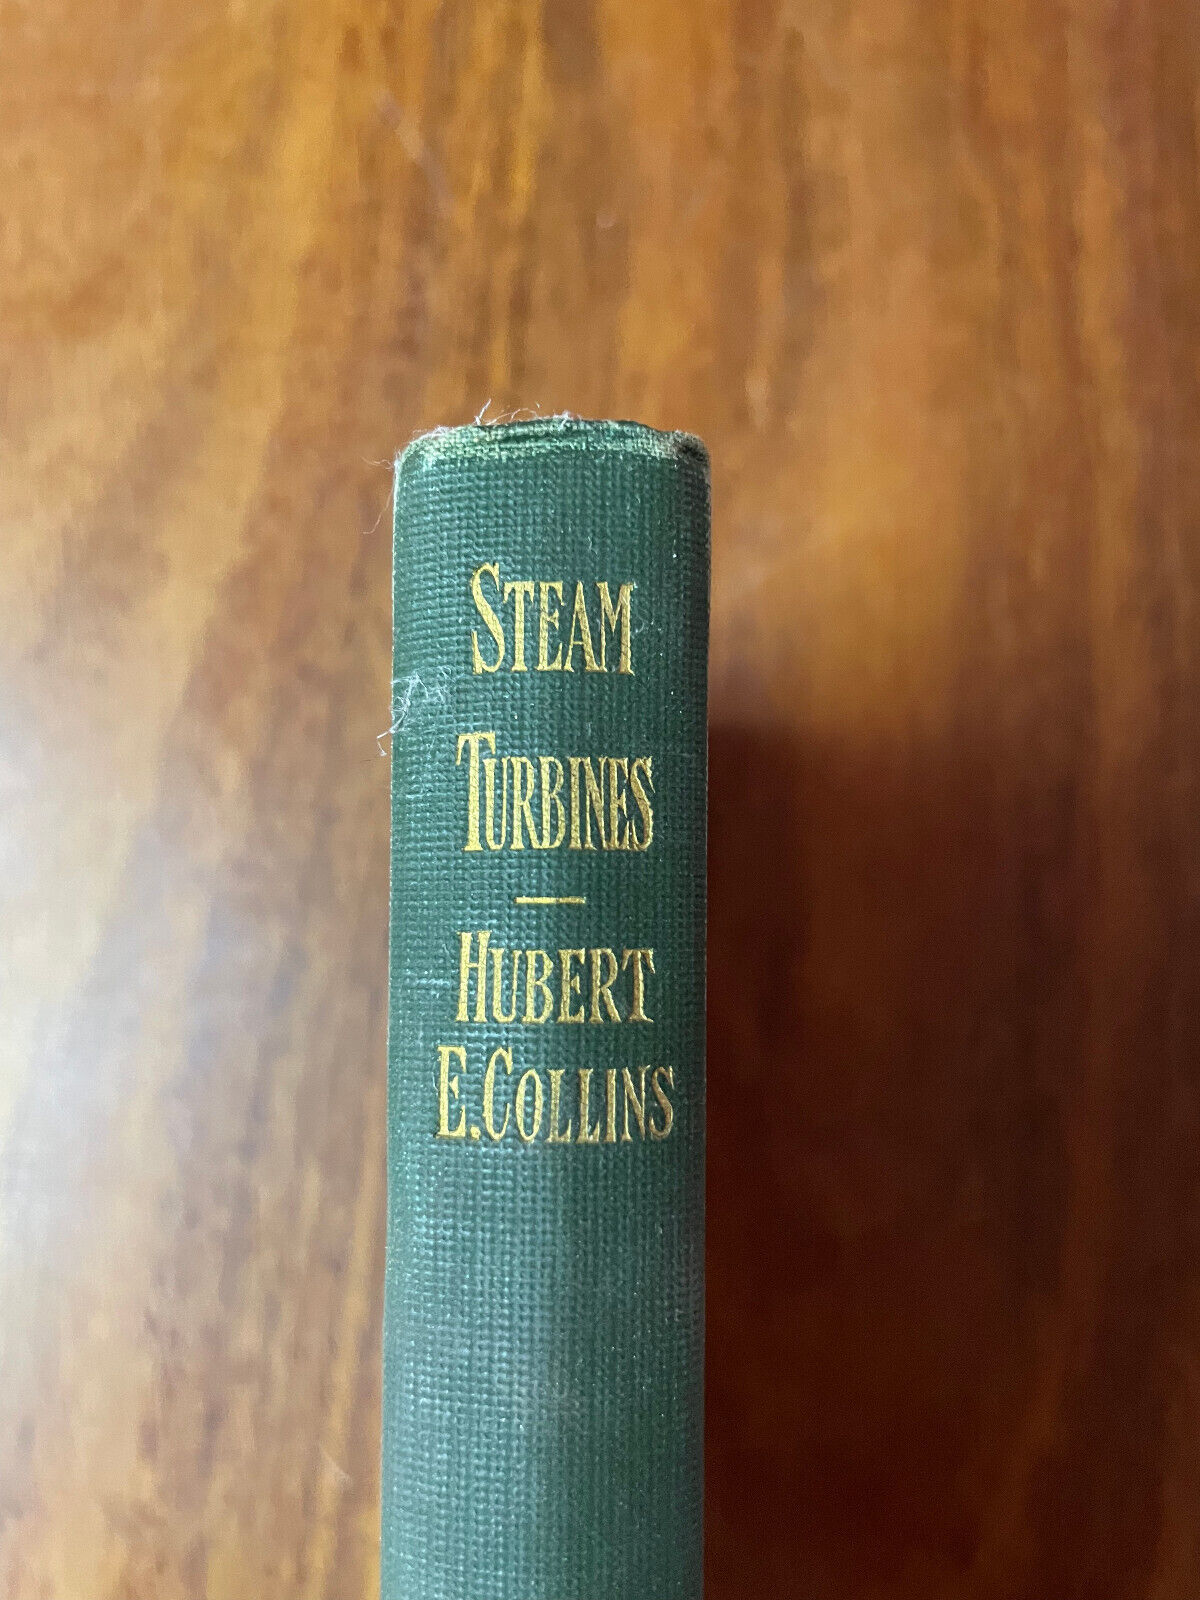 STEAM
TURBINES
HUBERT
E. COLLINS